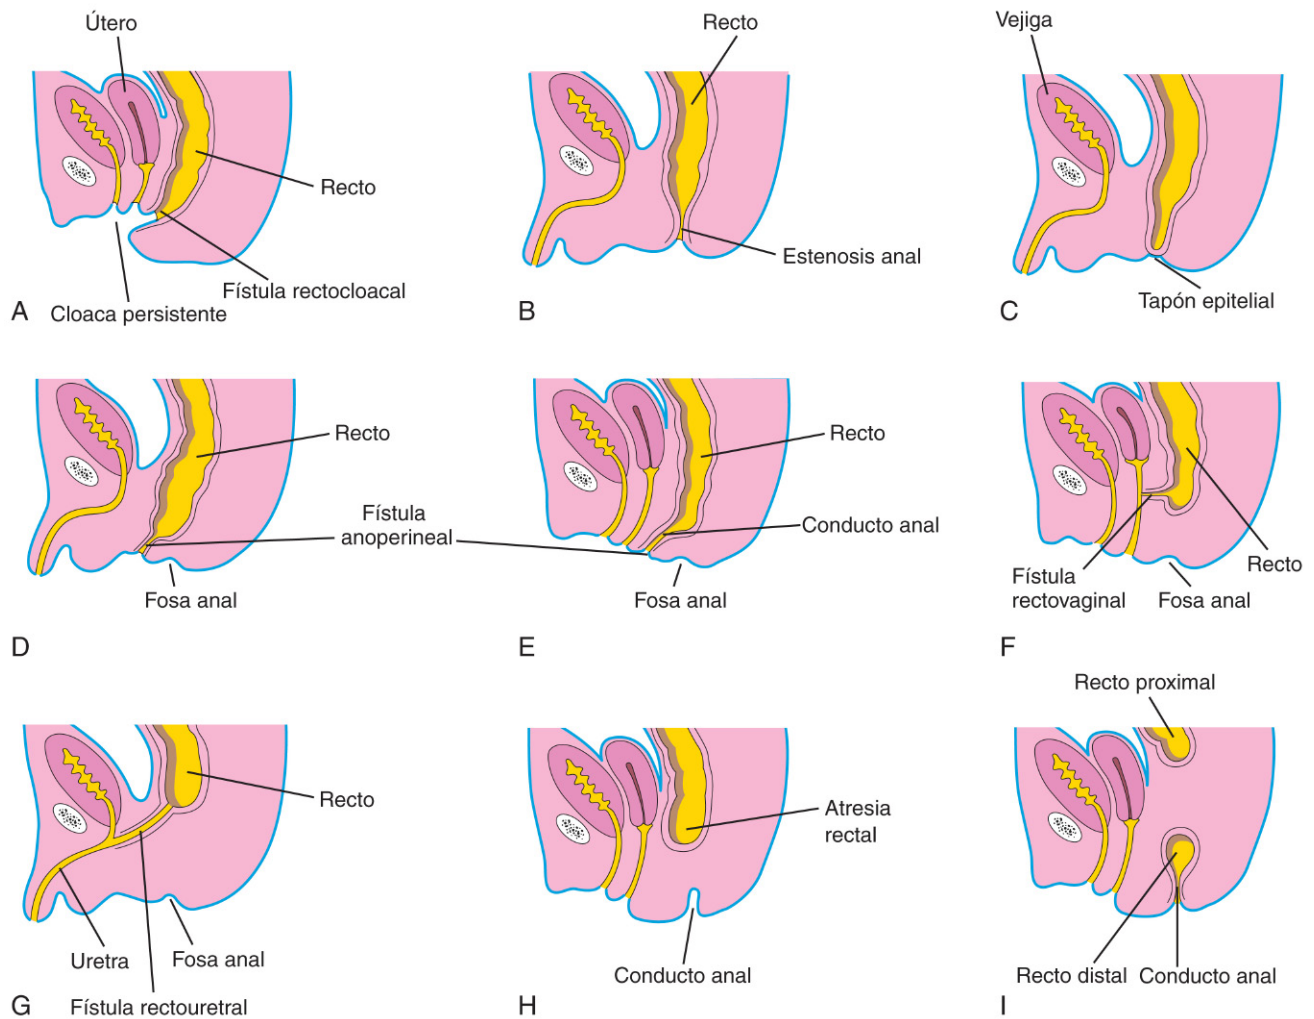 Útero
Recto
Fístula rectocloacal
Cloaca persistente
A
Recto
Estenosis anal
B
Vejiga
Tapón epitelial
C
Recto
Fístula
anoperineal
Fosa anal
D
Recto
Conducto anal
Fosa anal
E
Recto
Fístula
rectovaginal
Fosa anal
F
Recto
Uretra
Fosa anal
Fístula rectouretral
G
Atresia
rectal
Conducto anal
H
Recto proximal
Recto distal
Conducto anal
I